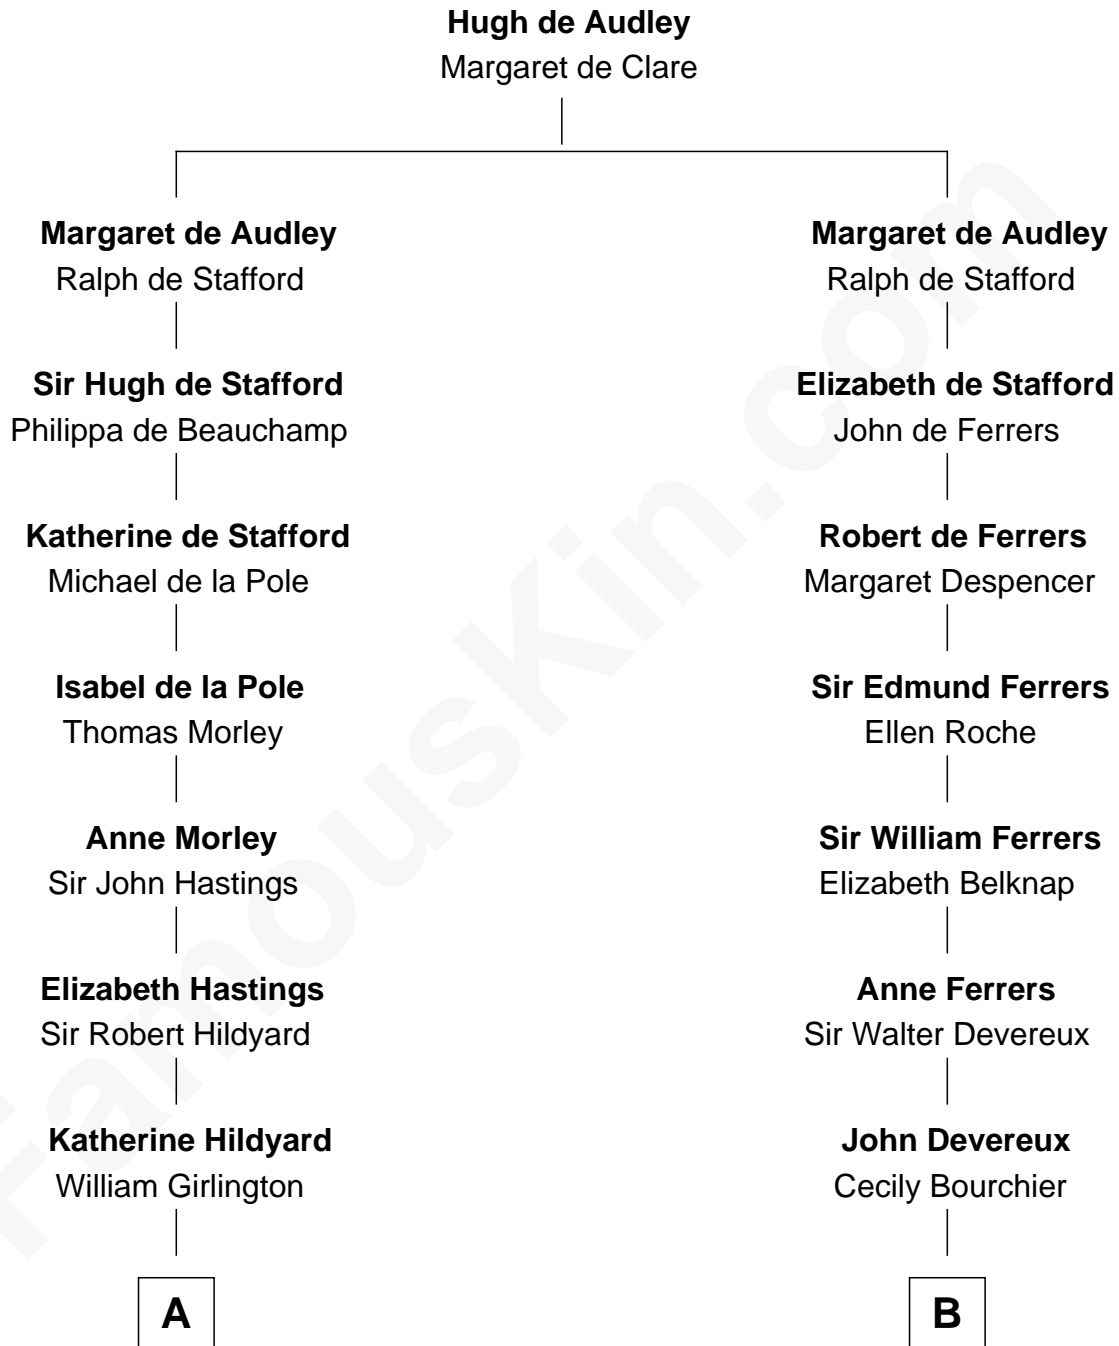 Hugh de Audley
Margaret de Clare
Margaret de Audley
Ralph de Stafford
Margaret de Audley
Ralph de Stafford
Sir Hugh de Stafford
Philippa de Beauchamp
Elizabeth de Stafford
John de Ferrers
Katherine de Stafford
Michael de la Pole
Robert de Ferrers
Margaret Despencer
Isabel de la Pole
Thomas Morley
Sir Edmund Ferrers
Ellen Roche
Anne Morley
Sir John Hastings
Sir William Ferrers
Elizabeth Belknap
Elizabeth Hastings
Sir Robert Hildyard
Anne Ferrers
Sir Walter Devereux
Katherine Hildyard
William Girlington
John Devereux
Cecily Bourchier
A
B
FamousKin.com